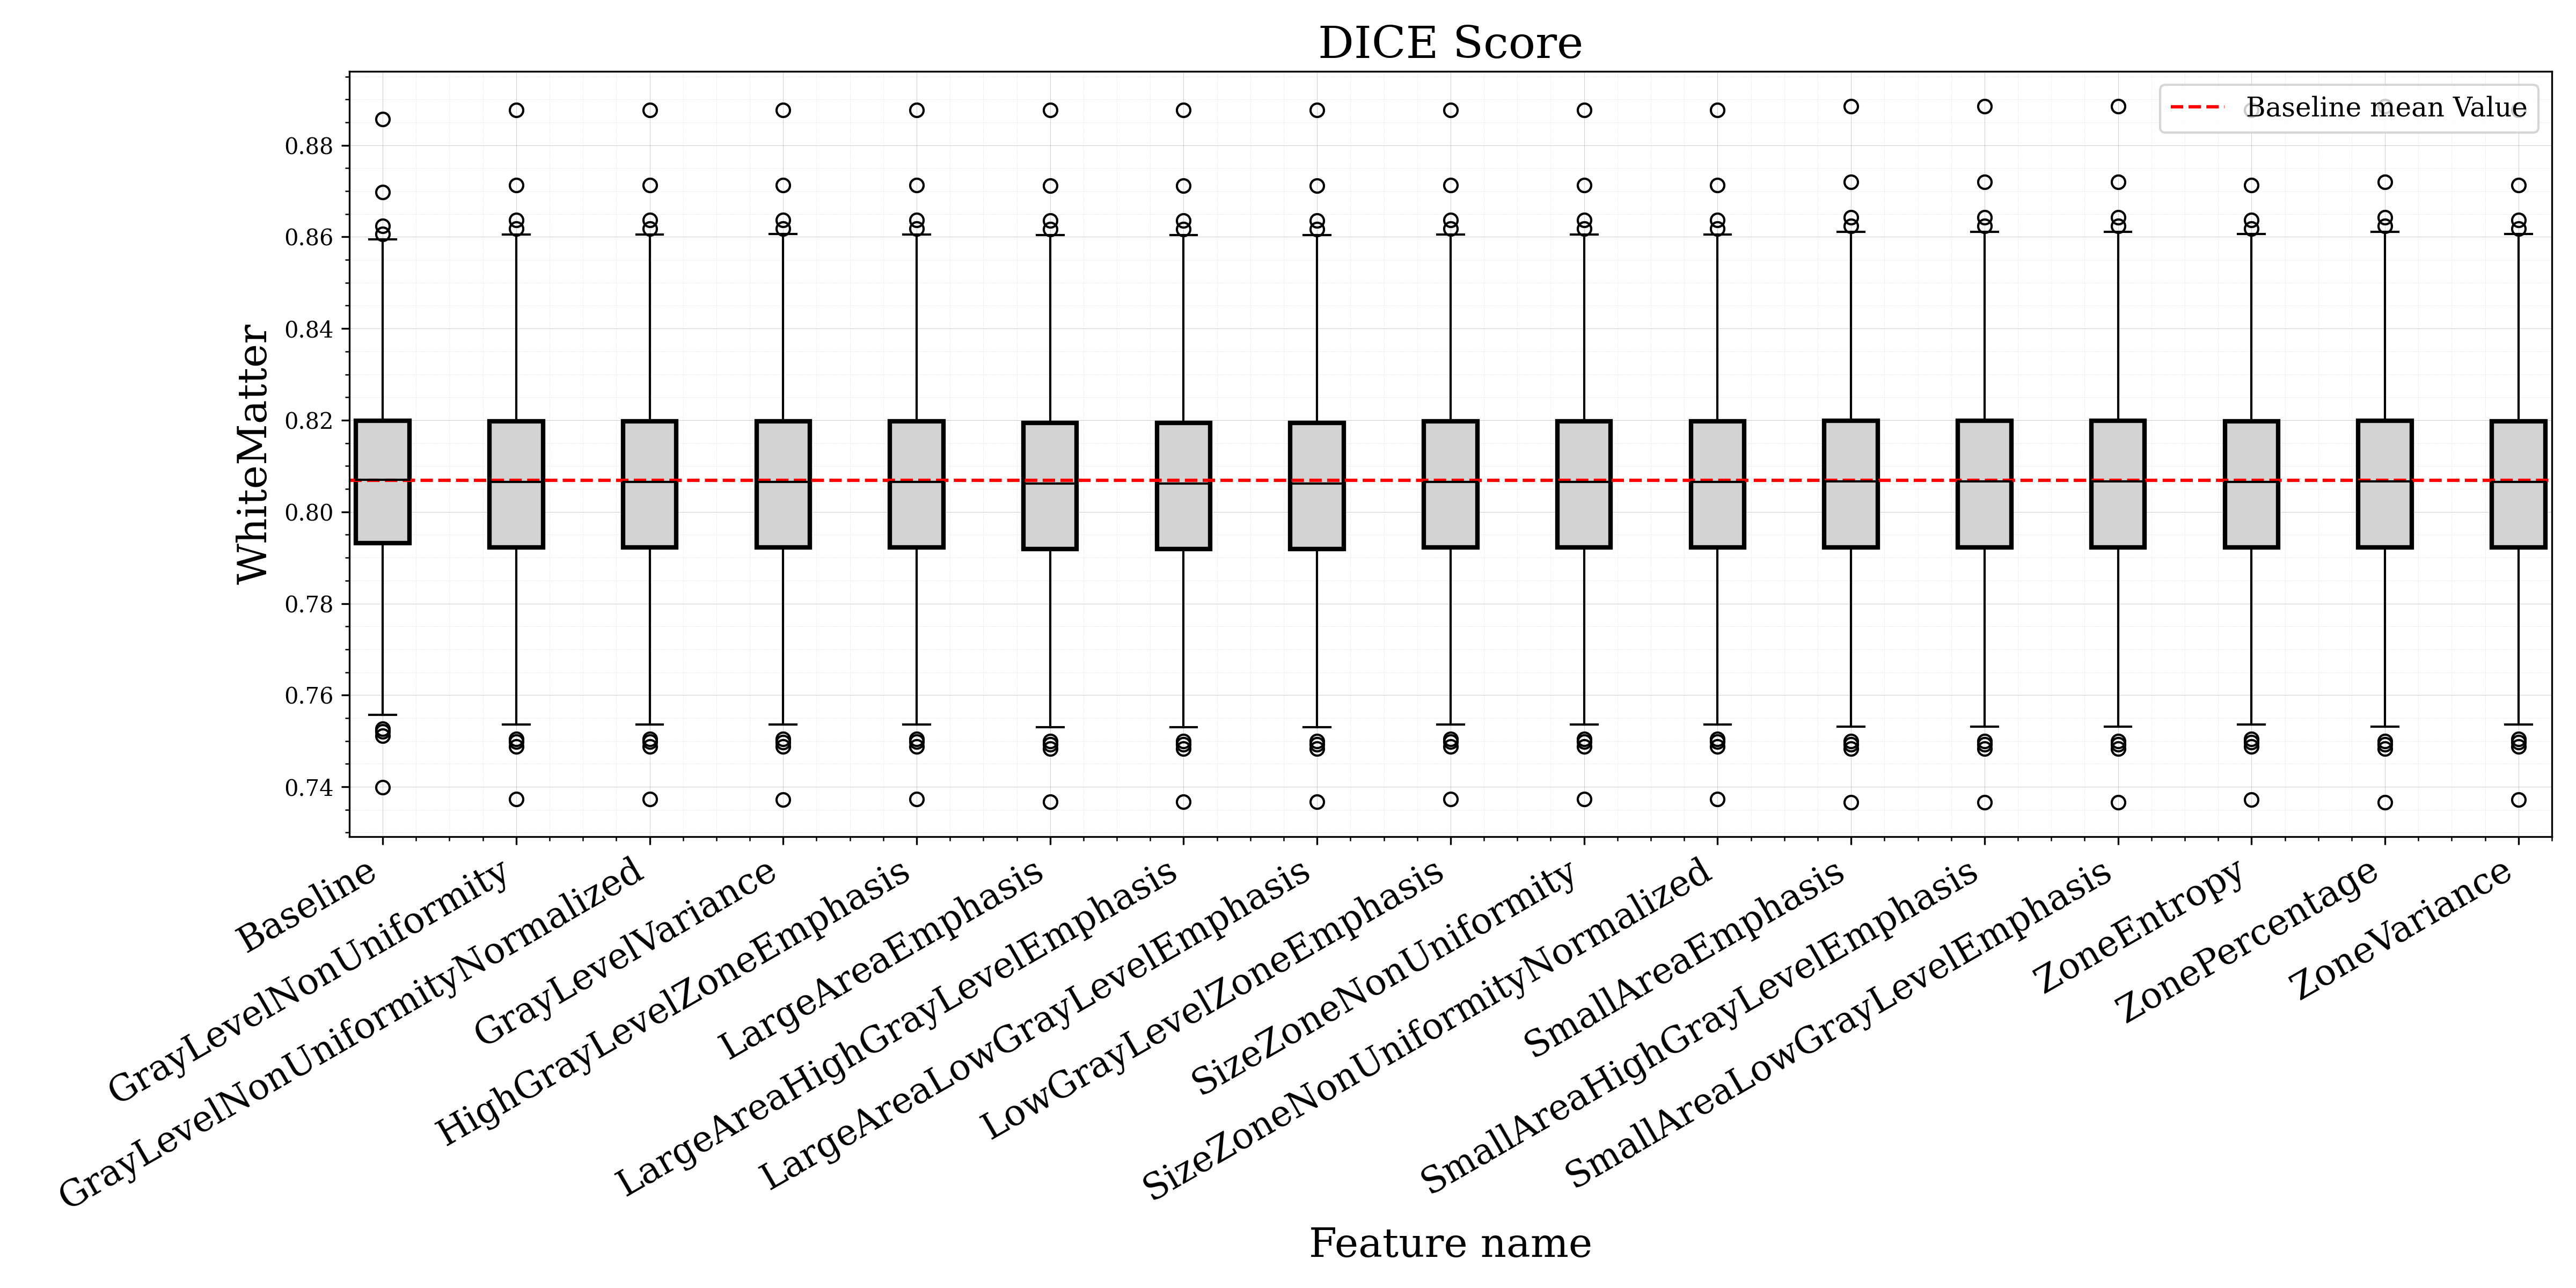 DICE Score
Baseline mean Value
WhiteMatter
0.88
0.86
0.84
0.82
0.80
0.78
0.76
0.74
Baseline
GrayLevelNonUniformity
GrayLevelNonUniformityNormalized
GrayLevelVariance
HighGrayLevelZoneEmphasis
LargeAreaEmphasis
LargeAreaHighGrayLevelEmphasis
LargeAreaLowGrayLevelEmphasis
LowGrayLevelZoneEmphasis
SizeZoneNonUniformity
SizeZoneNonUniformityNormalized
SmallAreaEmphasis
SmallAreaHighGrayLevelEmphasis
SmallAreaLowGrayLevelEmphasis
ZoneEntropy
ZonePercentage
ZoneVariance
Feature name